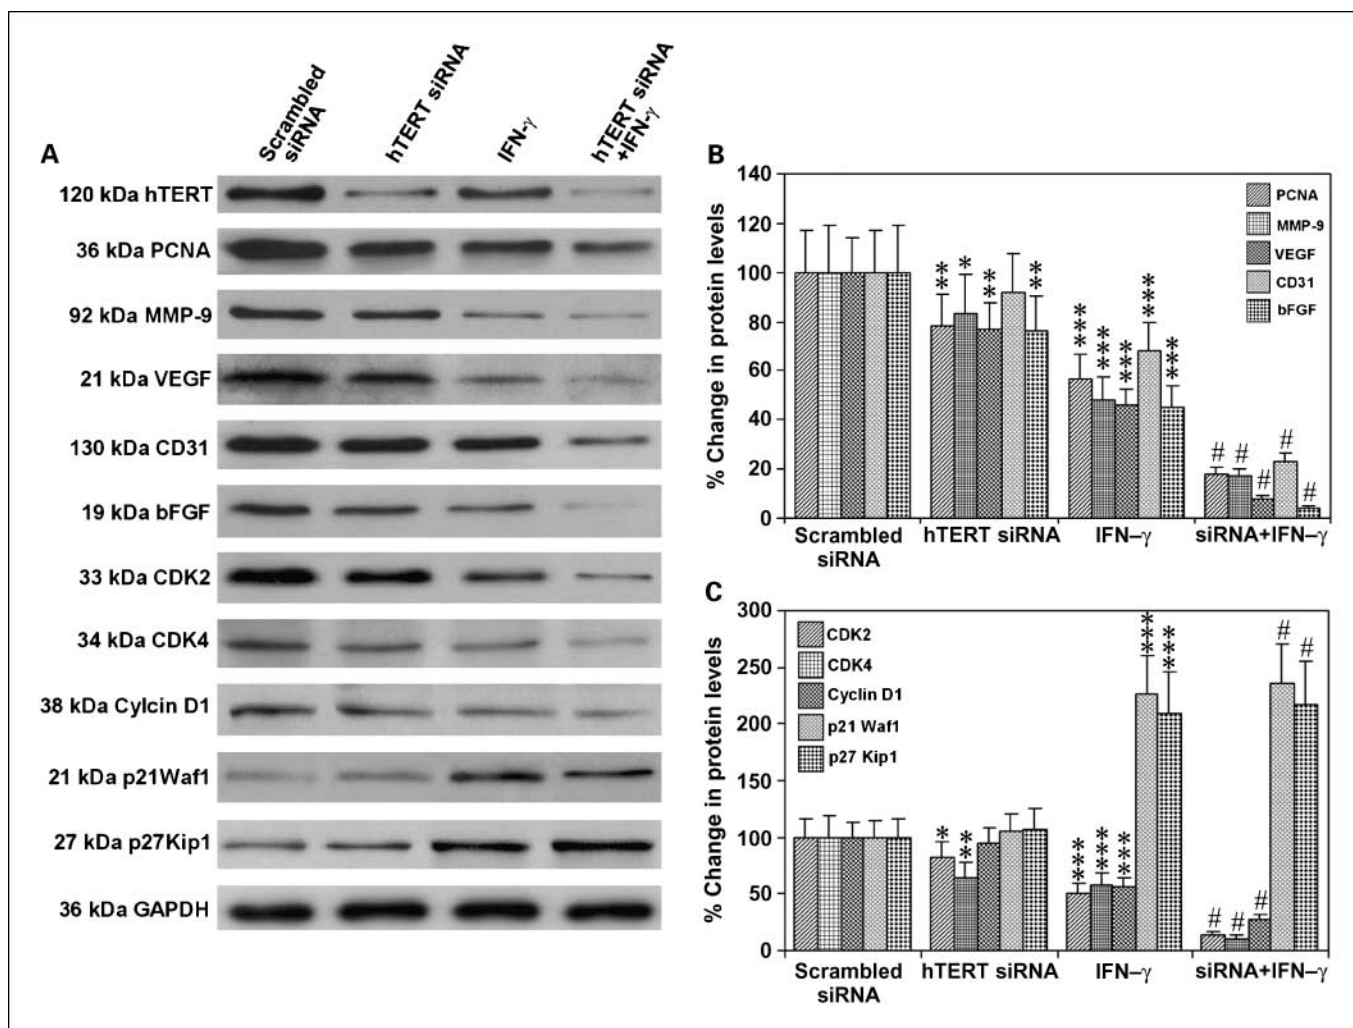 A
Scrambled
siRNA
hTERT siRNA
IFN-γ
hTERT siRNA
+IFN-γ
120 kDa hTERT
36 kDa PCNA
92 kDa MMP-9
21 kDa VEGF
130 kDa CD31
19 kDa bFGF
33 kDa CDK2
34 kDa CDK4
38 kDa Cylcin D1
21 kDa p21Waf1
27 kDa p27Kip1
36 kDa GAPDH
B
% Change in protein levels
140
120
100
80
60
40
20
0
PCNA
MMP-9
VEGF
CD31
bFGF
** * ** **
*** *** *** *** ***
# # # # #
Scrambled
siRNA
hTERT siRNA
IFN–γ
siRNA+IFN–γ
C
% Change in protein levels
300
250
200
150
100
50
0
CDK2
CDK4
Cyclin D1
p21 Waf1
p27 Kip1
* **
*** *** *** *** ***
# # # # #
Scrambled
siRNA
hTERT siRNA
IFN–γ
siRNA+IFN–γ